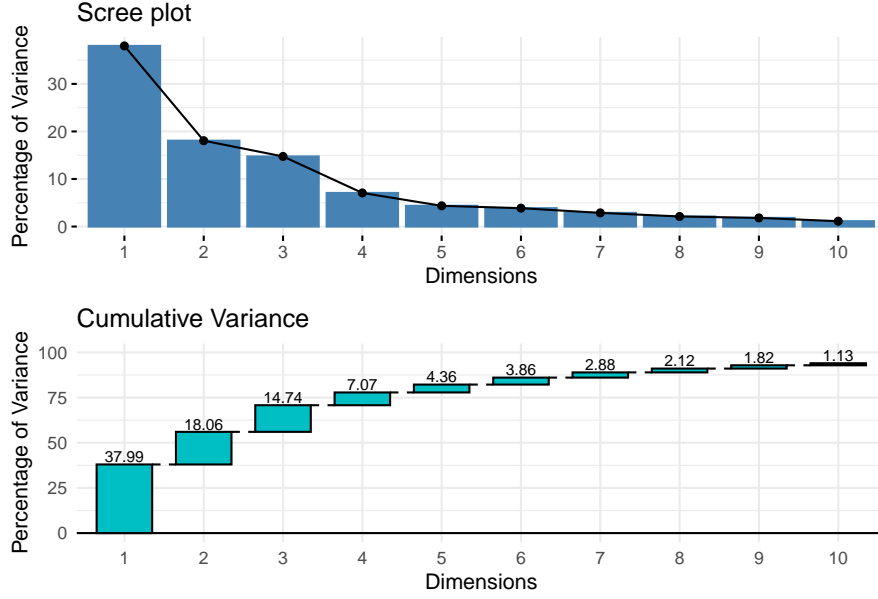 Scree plot
Percentage of Variance
30
20
10
0
1 2 3 4 5 6 7 8 9 10
Dimensions
Cumulative Variance
Percentage of Variance
100
75
50
25
0
37.99 18.06 14.74 7.07 4.36 3.86 2.88 2.12 1.82 1.13
1 2 3 4 5 6 7 8 9 10
Dimensions